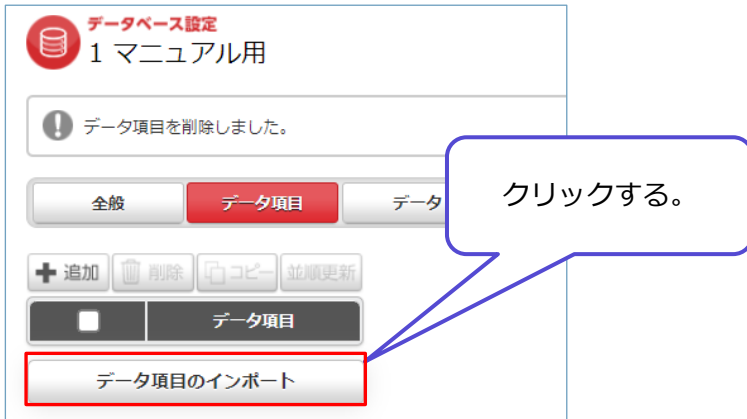 データベース設定
1 マニュアル用
データ項目を削除しました。
全般 データ項目 データ
クリックする。
追加 削除 コピー 並順更新
データ項目
データ項目のインポート